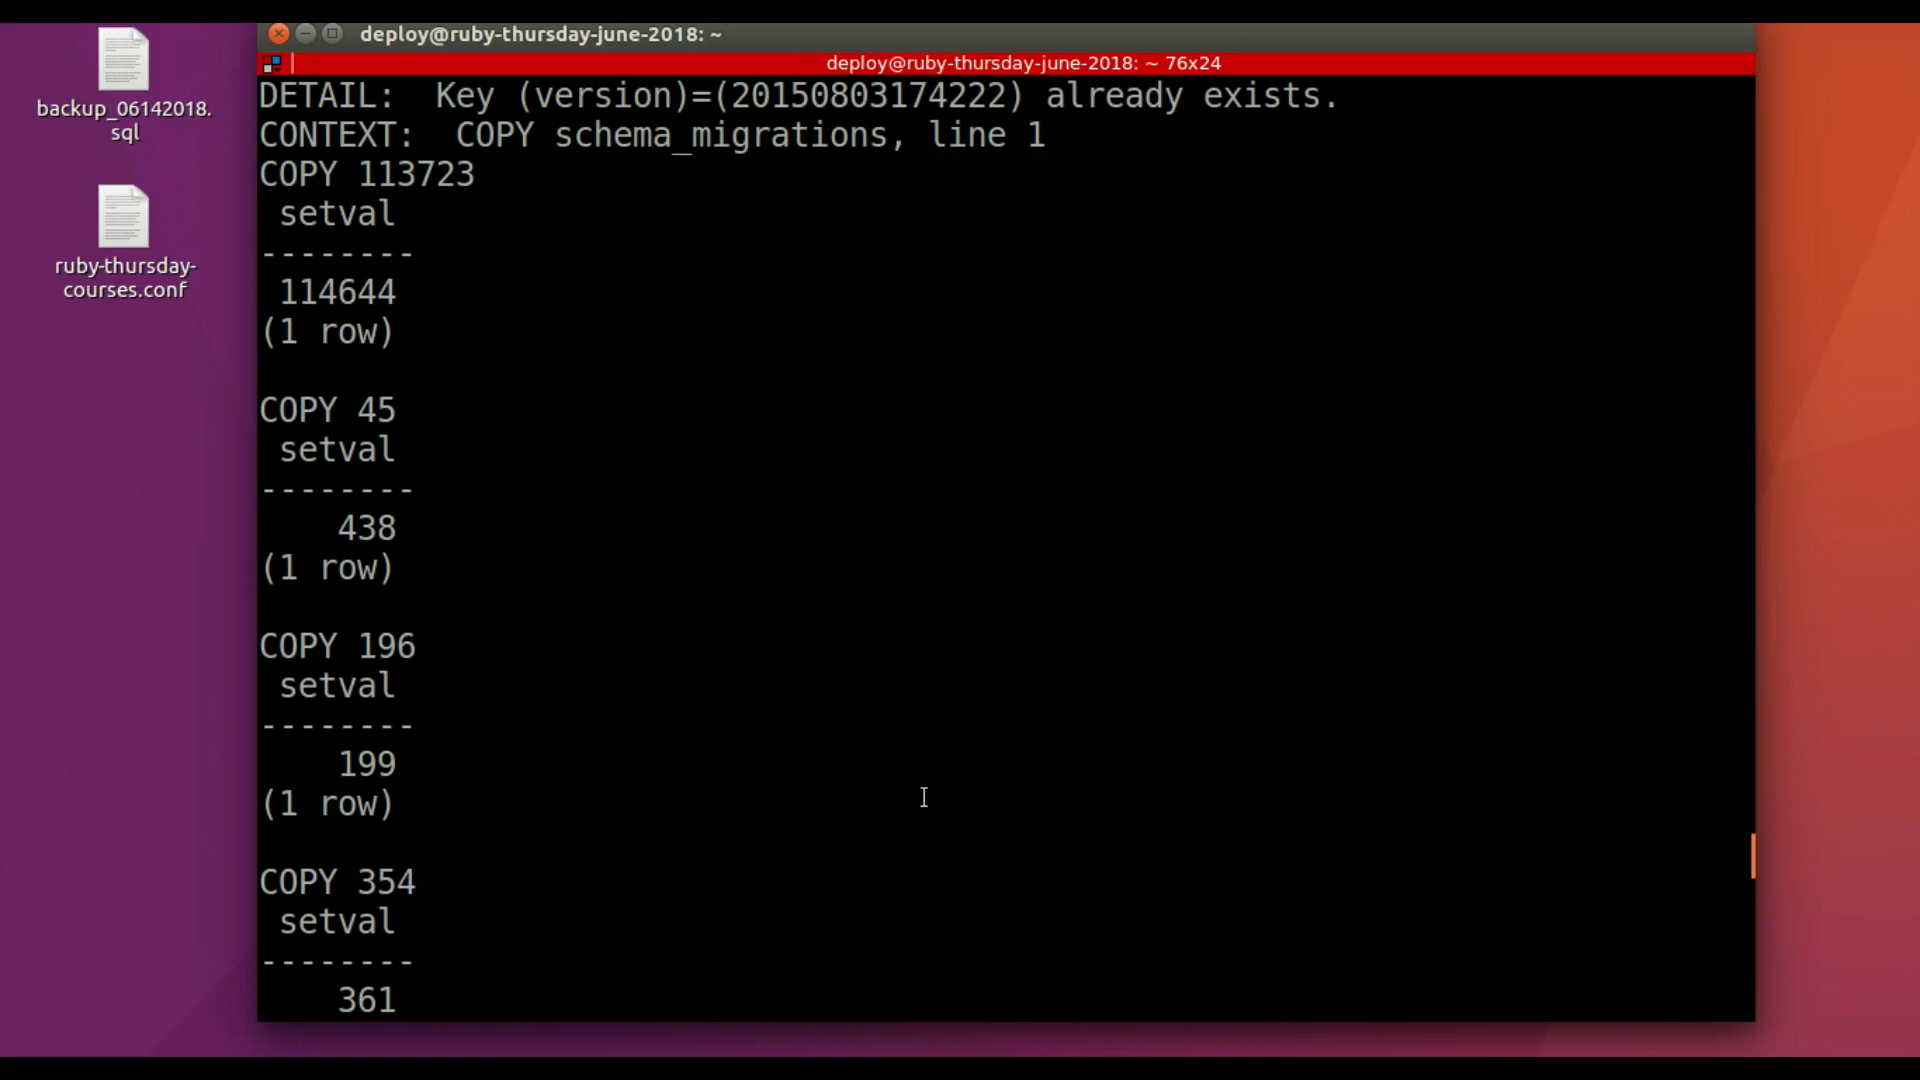 backup_06142018.
sql
ruby-thursday-
courses.conf
deploy@ruby-thursday-june-2018: ~
deploy@ruby-thursday-june-2018: ~ 76x24
DETAIL:  Key (version)=(20150803174222) already exists.
CONTEXT:  COPY schema_migrations, line 1
COPY 113723
 setval
--------
 114644
(1 row)

COPY 45
 setval
--------
    438
(1 row)

COPY 196
 setval
--------
    199
(1 row)

COPY 354
 setval
--------
    361